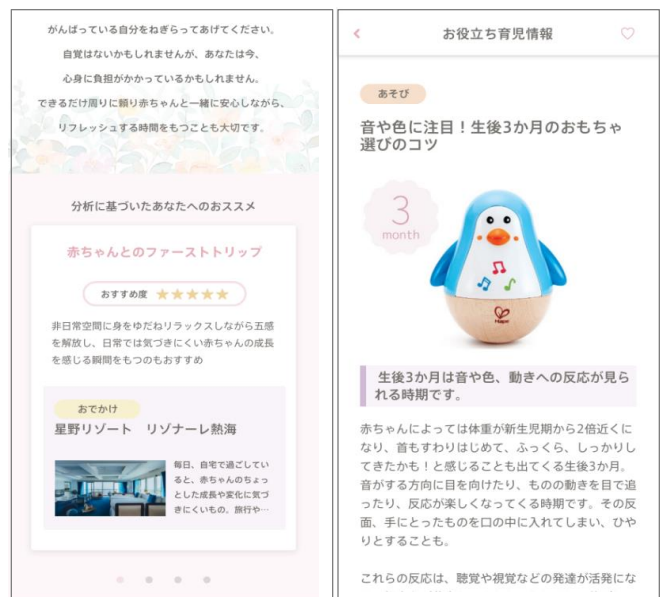 がんばっている自分をねぎらってあげてください。
自覚はないかもしれませんが、あなたは今、
心身に負担がかかっているかもしれません。
できるだけ周りに頼り赤ちゃんと一緒に安心しながら、
リフレッシュする時間をもつことも大切です。
分析に基づいたあなたへのおススメ
赤ちゃんとのファーストトリップ
おすすめ度 ★★★★★
非日常空間に身をゆだねリラックスしながら五感
を解放し、日常では気づきにくい赤ちゃんの成長
を感じる瞬間をもつのもおすすめ
おでかけ
星野リゾート　リゾナーレ熱海
毎日、自宅で過ごしてい
ると、赤ちゃんのちょっ
とした成長や変化に気づ
きにくいもの。旅行や…
お役立ち育児情報
あそび
音や色に注目！生後3か月のおもちゃ
選びのコツ
3
month
Hape
生後3か月は音や色、動きへの反応が見ら
れる時期です。
赤ちゃんによっては体重が新生児期から2倍近くに
なり、首もすわりはじめて、ふっくら、しっかりし
てきたかも！と感じることも出てくる生後3か月。
音がする方向に目を向けたり、ものの動きを目で追
ったり、反応が楽しくなってくる時期です。その反
面、手にとったものを口の中に入れてしまい、ひや
りとすることも。
これらの反応は、聴覚や視覚などの発達が活発にな